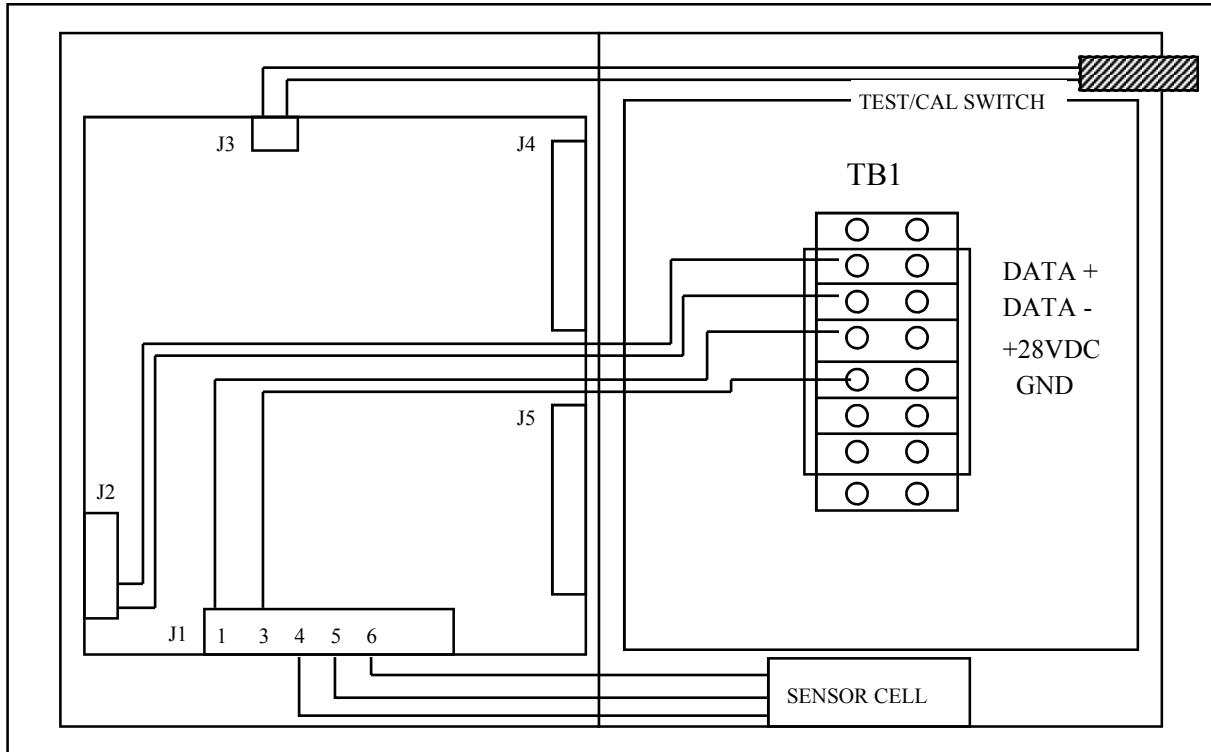 TEST/CAL SWITCH
J3
J4
TB1
DATA +
DATA -
+28VDC
GND
J5
J2
J1 1 3 4 5 6
SENSOR CELL